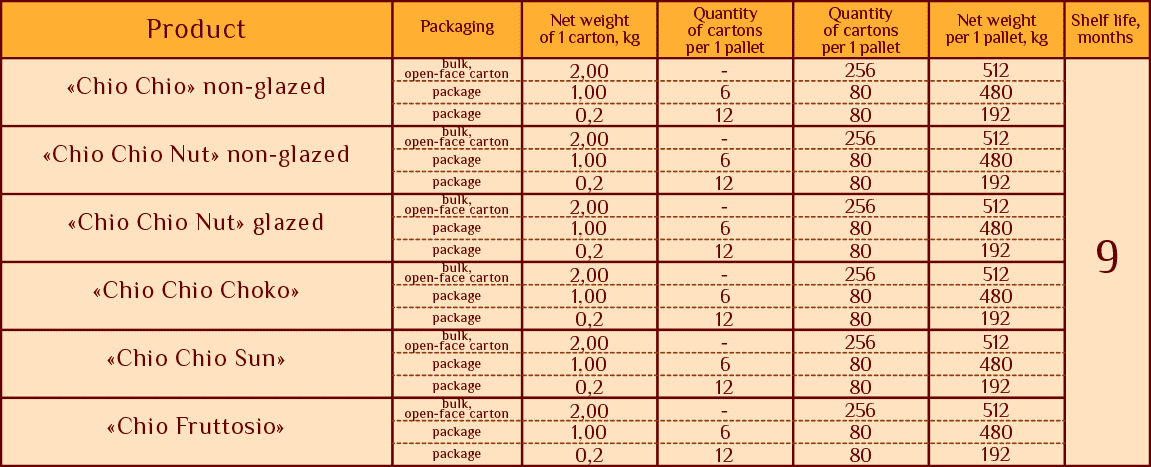 Product Packaging Net weight of 1 carton, kg Quantity of cartons per 1 pallet Quantity of cartons per 1 pallet Net weight per 1 pallet, kg Shelf life, months
«Chio Chio» non-glazed
bulk, open-face carton 2,00 - 256 512
package 1.00 6 80 480
package 0,2 12 80 192
«Chio Chio Nut» non-glazed
bulk, open-face carton 2,00 - 256 512
package 1.00 6 80 480
package 0,2 12 80 192
«Chio Chio Nut» glazed
bulk, open-face carton 2,00 - 256 512
package 1.00 6 80 480
package 0,2 12 80 192
9
«Chio Chio Choko»
bulk, open-face carton 2,00 - 256 512
package 1.00 6 80 480
package 0,2 12 80 192
«Chio Chio Sun»
bulk, open-face carton 2,00 - 256 512
package 1.00 6 80 480
package 0,2 12 80 192
«Chio Fruttosio»
bulk, open-face carton 2,00 - 256 512
package 1.00 6 80 480
package 0,2 12 80 192